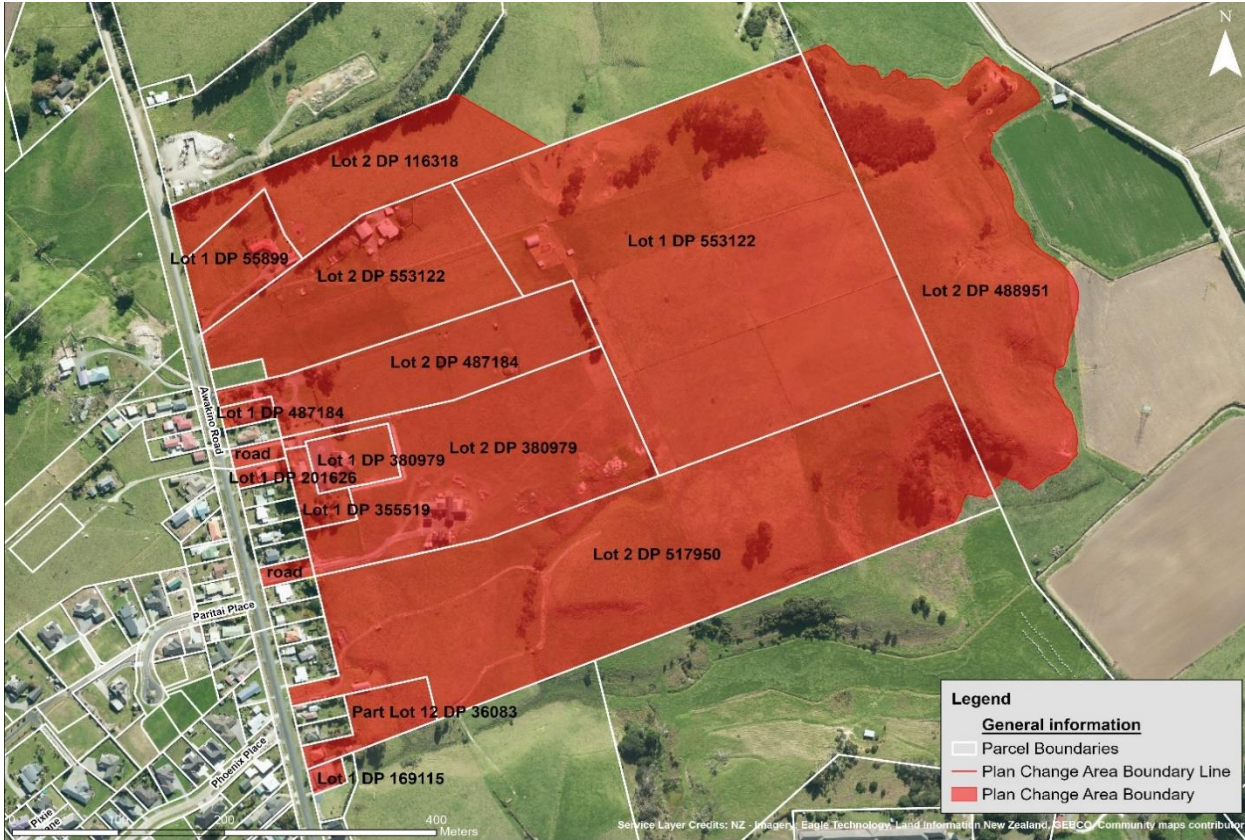 N
Lot 2 DP 116318
Lot 1 DP 55899
Lot 2 DP 553122
Lot 1 DP 553122
Lot 2 DP 488951
Lot 2 DP 487184
Awakino Road
Lot 1 DP 487184
road
Lot 1 DP 380979
Lot 2 DP 380979
Lot 1 DP 201626
Lot 1 DP 355519
Lot 2 DP 517950
road
Paritai Place
Part Lot 12 DP 36083
Phoenix Place
Lot 1 DP 169115
Pixie
Legend
General information
Parcel Boundaries
Plan Change Area Boundary Line
Plan Change Area Boundary
0 100 200 400
Meters
Service Layer Credits: NZ - Imagery: Eagle Technology, Land Information New Zealand, GEBCO, Community maps contributor